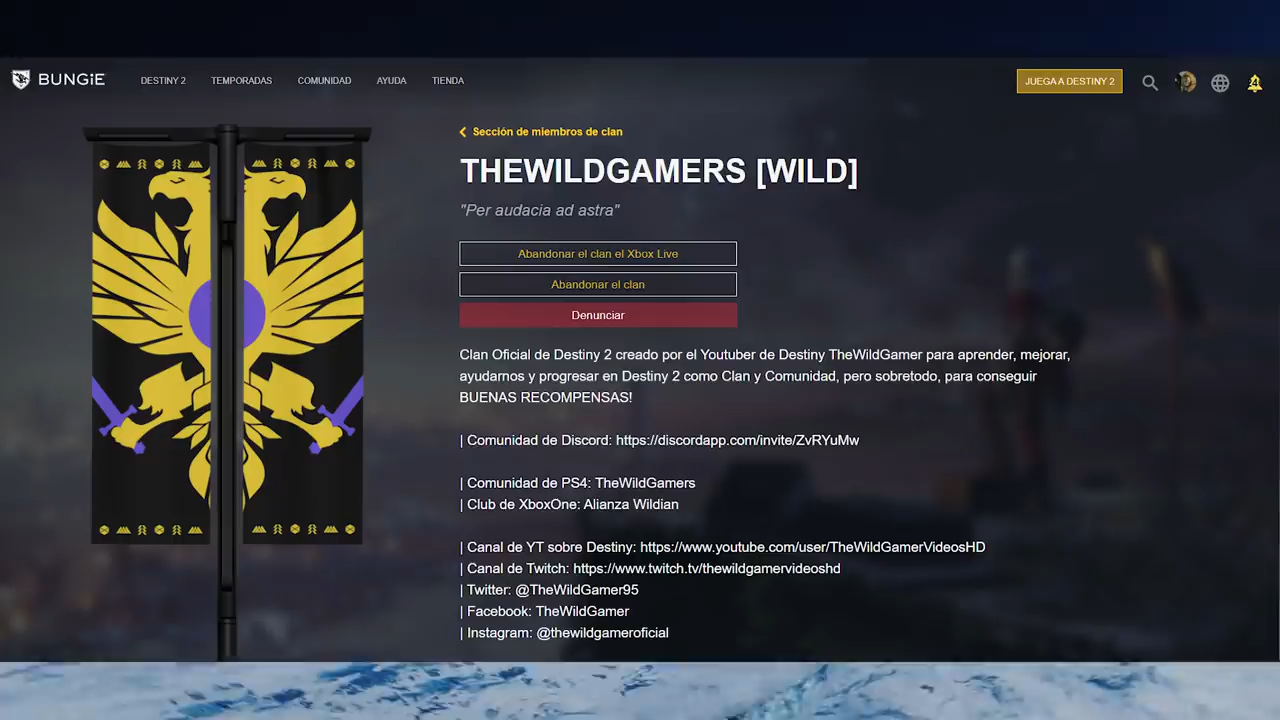 BUNGiE
DESTINY 2
TEMPORADAS
COMUNIDAD
AYUDA
TIENDA
JUEGA A DESTINY 2
4
Sección de miembros de clan
THEWILDGAMERS [WILD]
"Per audacia ad astra"
Abandonar el clan el Xbox Live
Abandonar el clan
Denunciar
Clan Oficial de Destiny 2 creado por el Youtuber de Destiny TheWildGamer para aprender, mejorar,
ayudarnos y progresar en Destiny 2 como Clan y Comunidad, pero sobretodo, para conseguir
BUENAS RECOMPENSAS!
| Comunidad de Discord: https://discordapp.com/invite/ZvRYuMw
| Comunidad de PS4: TheWildGamers
| Club de XboxOne: Alianza Wildian
| Canal de YT sobre Destiny: https://www.youtube.com/user/TheWildGamerVideosHD
| Canal de Twitch: https://www.twitch.tv/thewildgamervideoshd
| Twitter: @TheWildGamer95
| Facebook: TheWildGamer
| Instagram: @thewildgameroficial